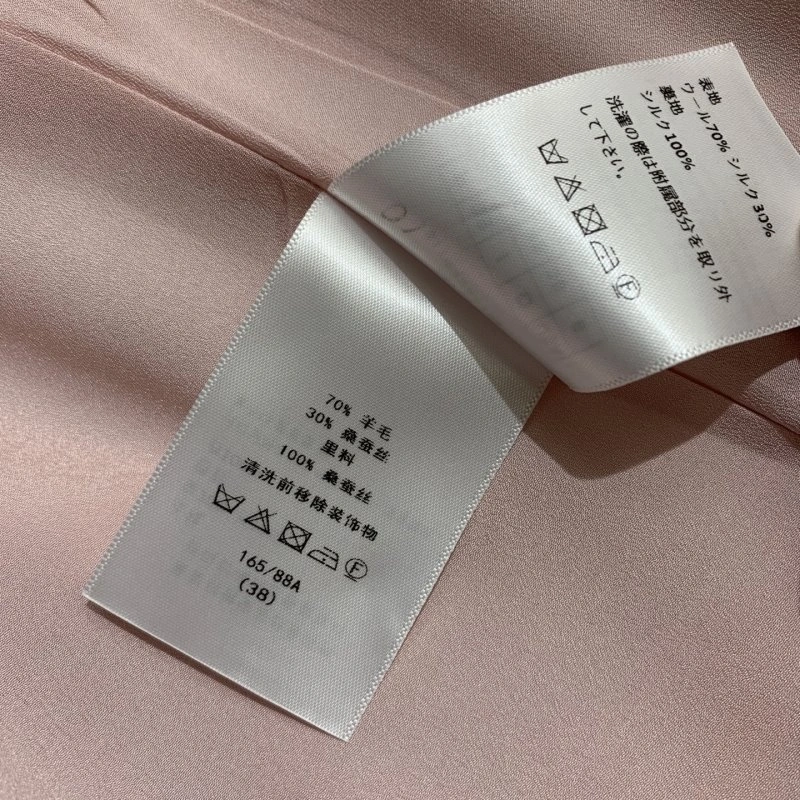 表地
ウール70% シルク30%
裏地
シルク100%
洗濯の際は附属部分を取り外
して下さい。
F
70% 羊毛
30% 桑蚕丝
里料
100% 桑蚕丝
清洗前移除装饰物
F
165/88A
(38)